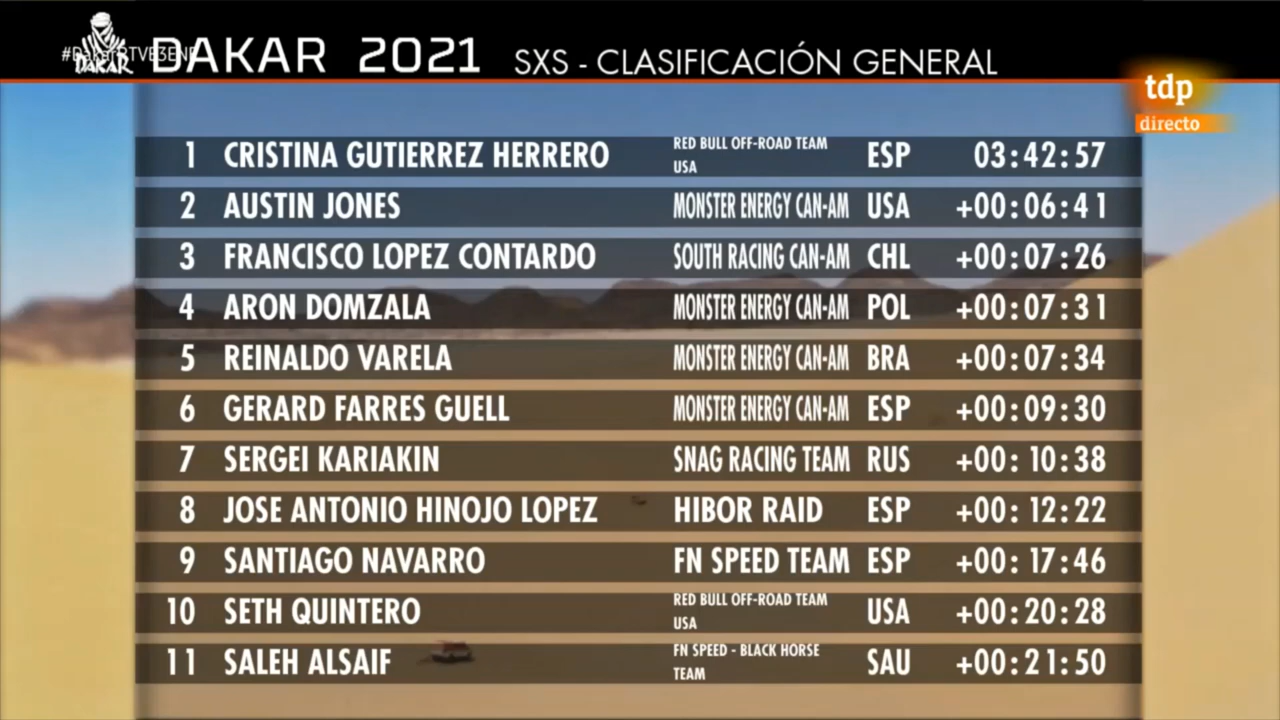 #DakarRTVE3ENE
DAKAR
DAKAR 2021 SXS - CLASIFICACIÓN GENERAL
tdp
directo
1 CRISTINA GUTIERREZ HERRERO RED BULL OFF-ROAD TEAM USA ESP 03:42:57
2 AUSTIN JONES MONSTER ENERGY CAN-AM USA +00:06:41
3 FRANCISCO LOPEZ CONTARDO SOUTH RACING CAN-AM CHL +00:07:26
4 ARON DOMZALA MONSTER ENERGY CAN-AM POL +00:07:31
5 REINALDO VARELA MONSTER ENERGY CAN-AM BRA +00:07:34
6 GERARD FARRES GUELL MONSTER ENERGY CAN-AM ESP +00:09:30
7 SERGEI KARIAKIN SNAG RACING TEAM RUS +00:10:38
8 JOSE ANTONIO HINOJO LOPEZ HIBOR RAID ESP +00:12:22
9 SANTIAGO NAVARRO FN SPEED TEAM ESP +00:17:46
10 SETH QUINTERO RED BULL OFF-ROAD TEAM USA USA +00:20:28
11 SALEH ALSAIF FN SPEED - BLACK HORSE TEAM SAU +00:21:50